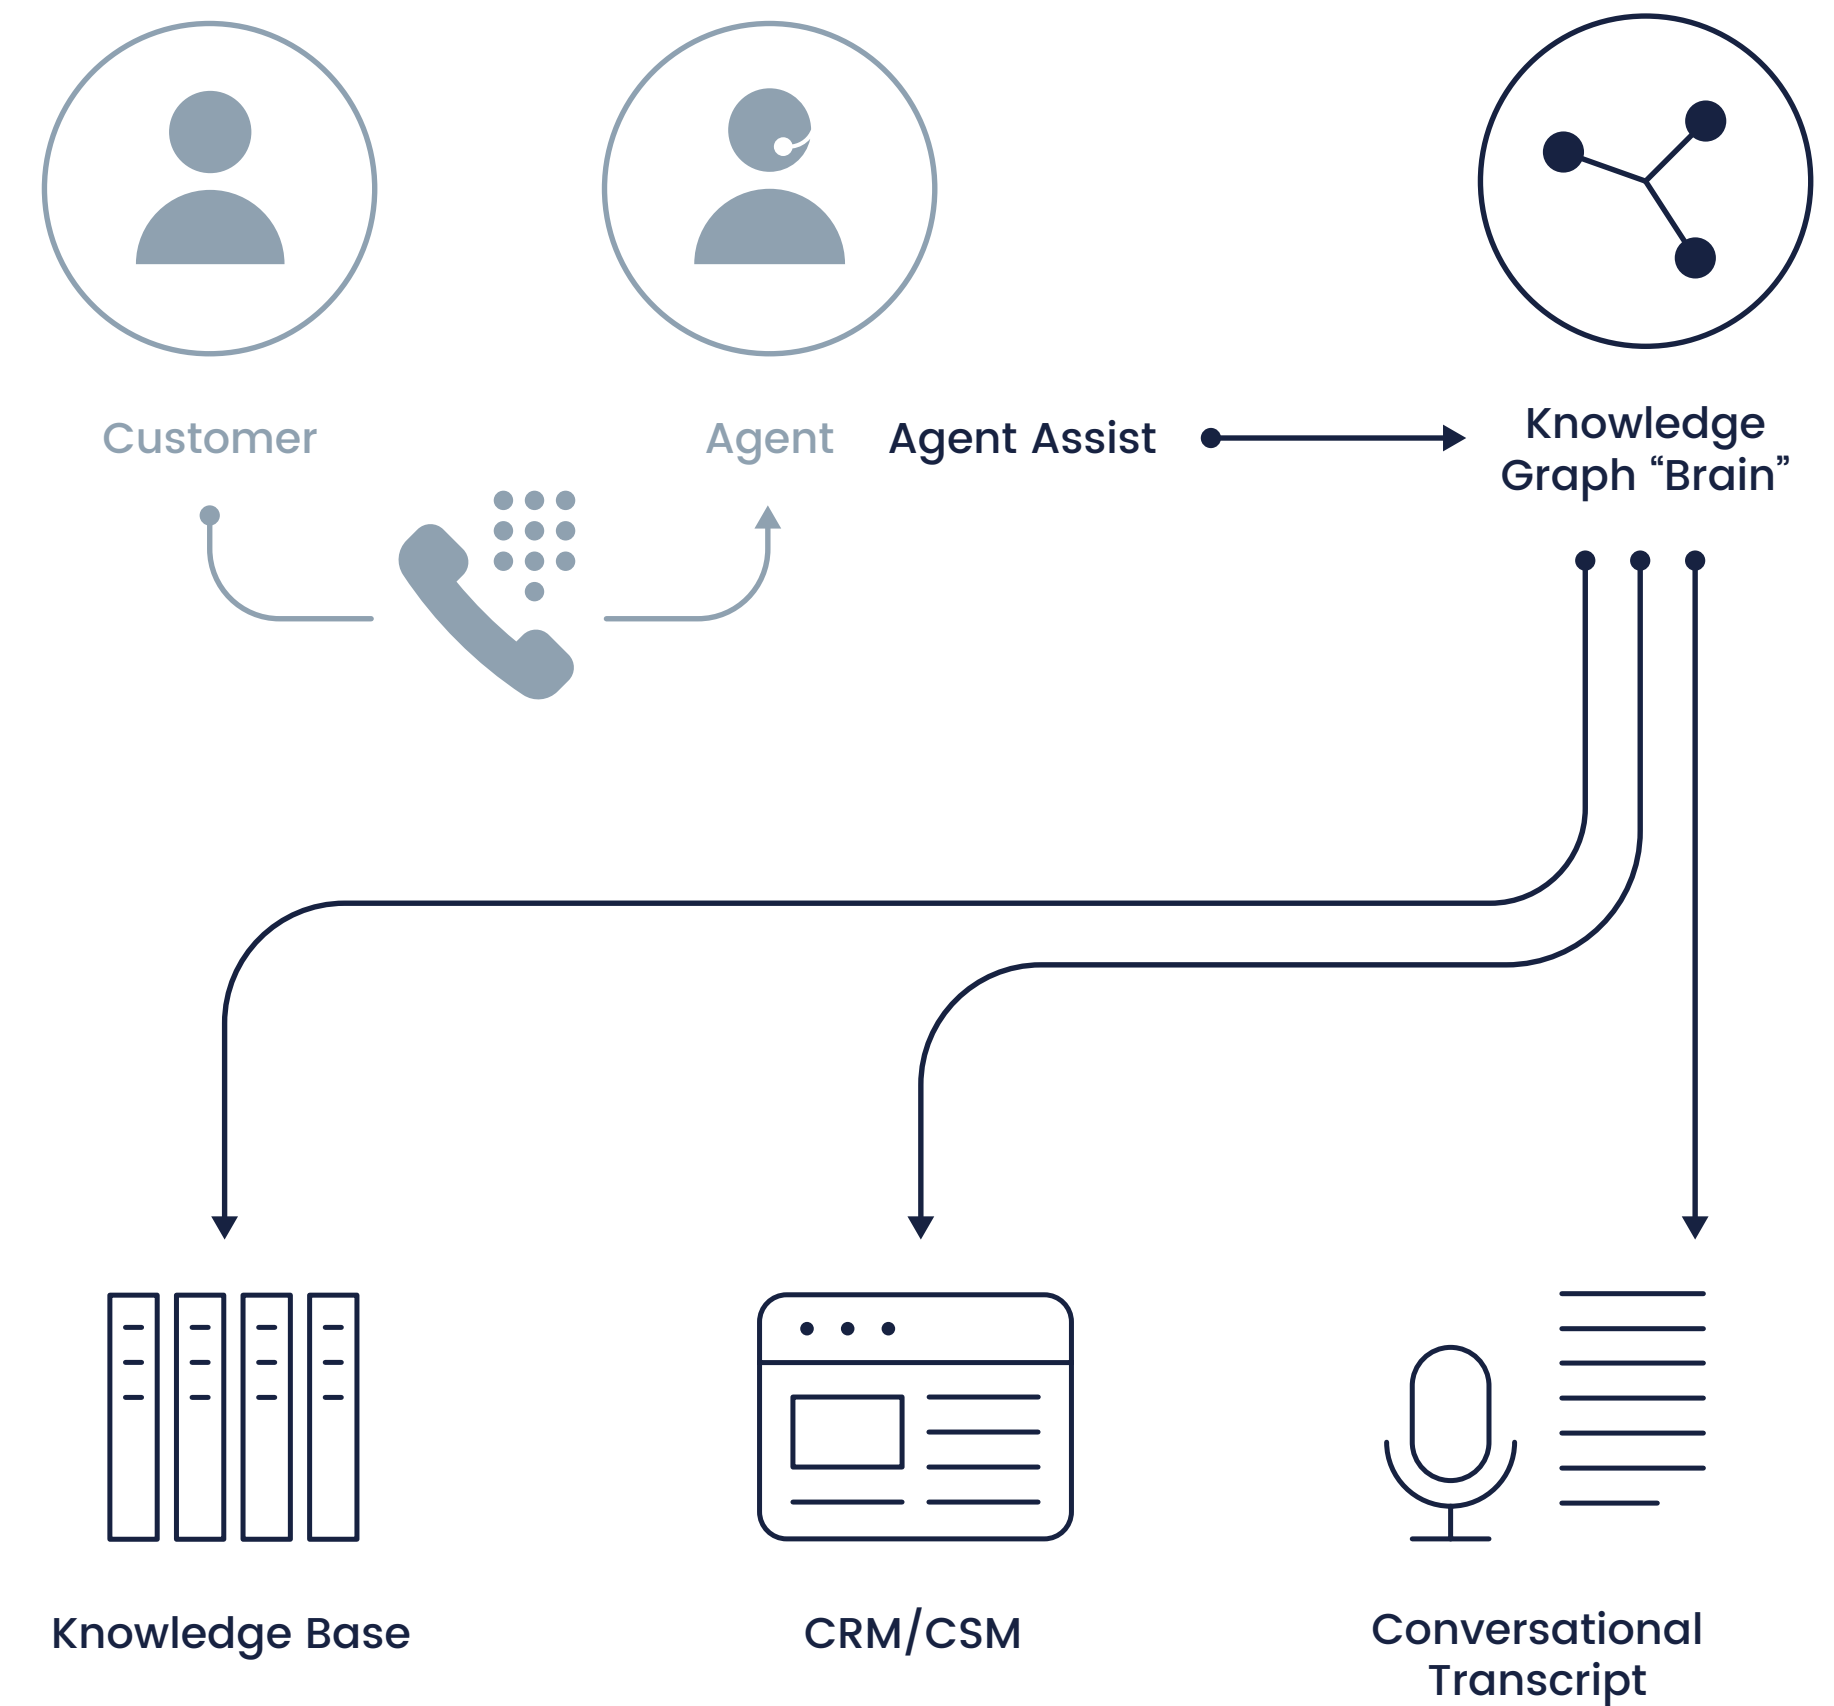 Customer
Agent
Agent Assist
Knowledge
Graph “Brain”
Knowledge Base
CRM/CSM
Conversational
Transcript